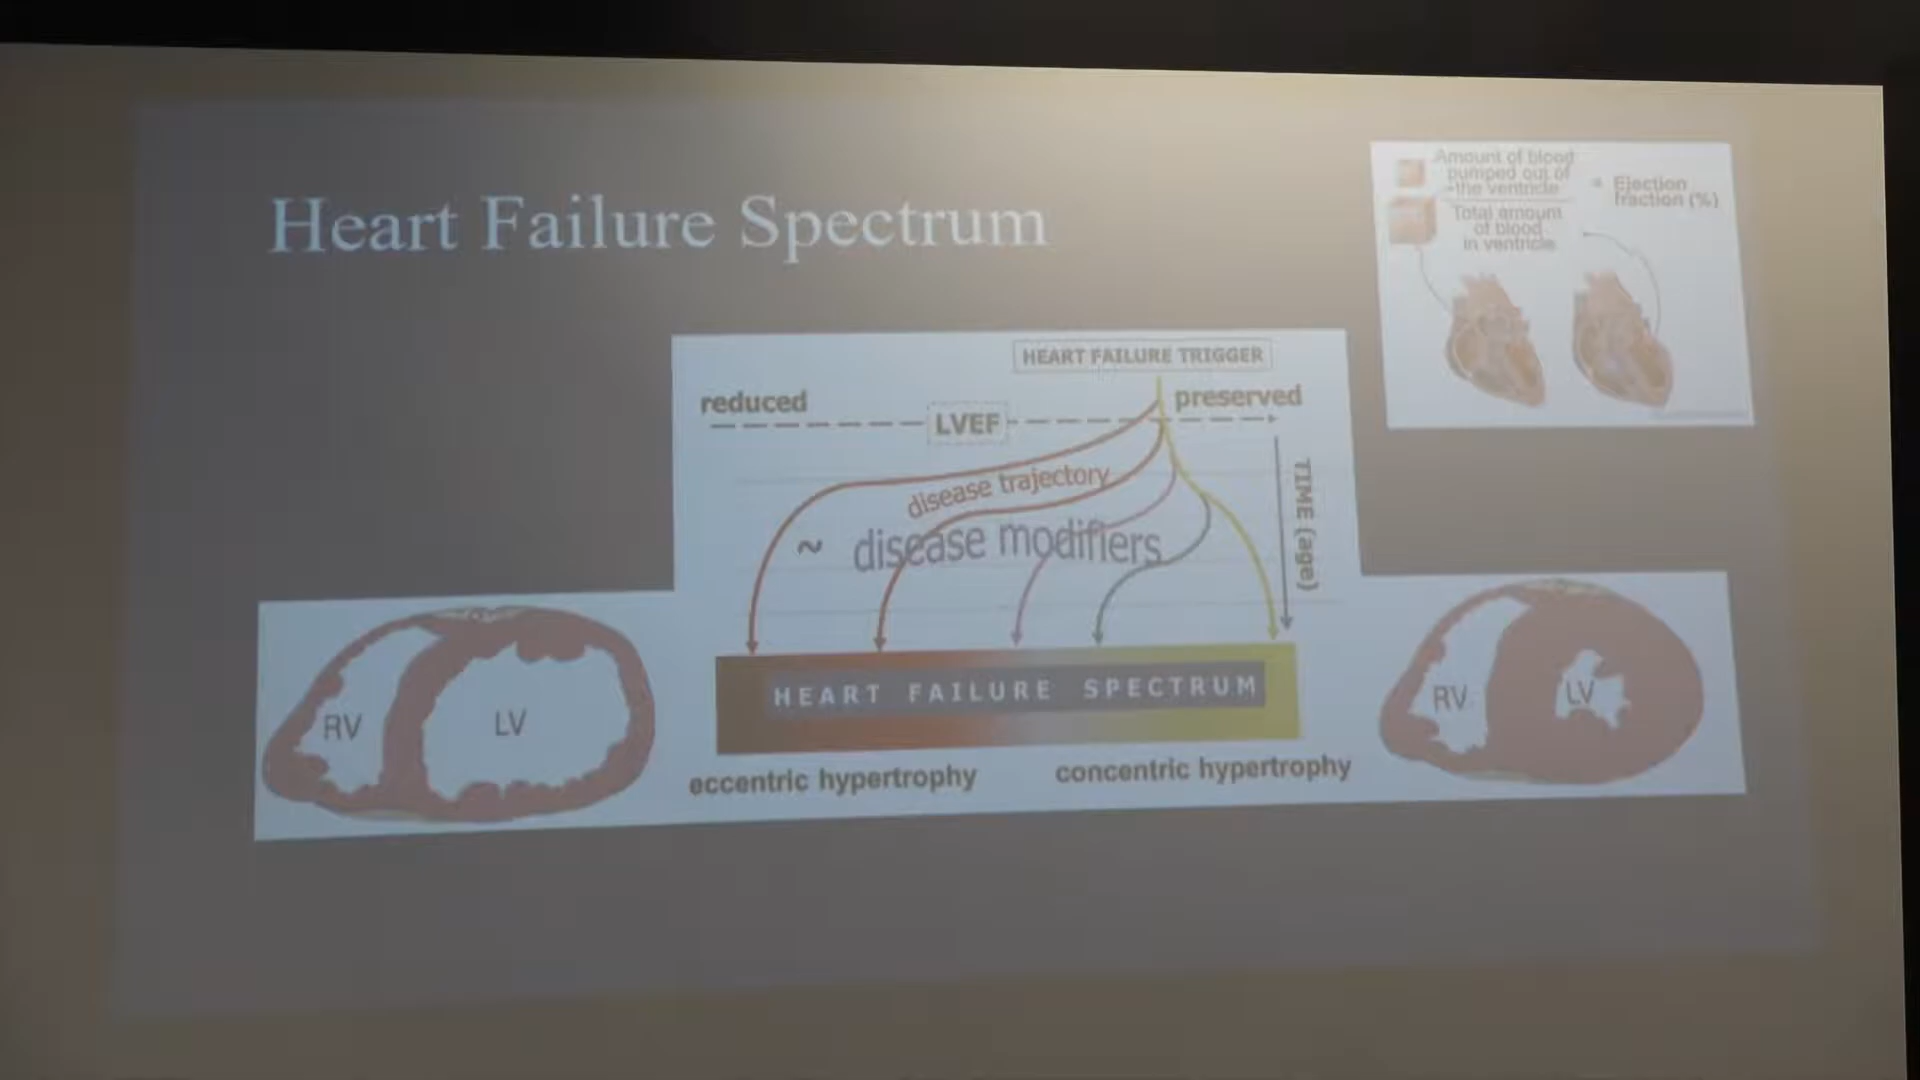 Heart Failure Spectrum
Amount of blood
pumped out of
the ventricle
Total amount
of blood
in ventricle
= Ejection
fraction (%)
HEART FAILURE TRIGGER
reduced
preserved
LVEF
disease trajectory
~ disease modifiers
TIME (age)
RV
LV
HEART FAILURE SPECTRUM
RV
LV
eccentric hypertrophy
concentric hypertrophy